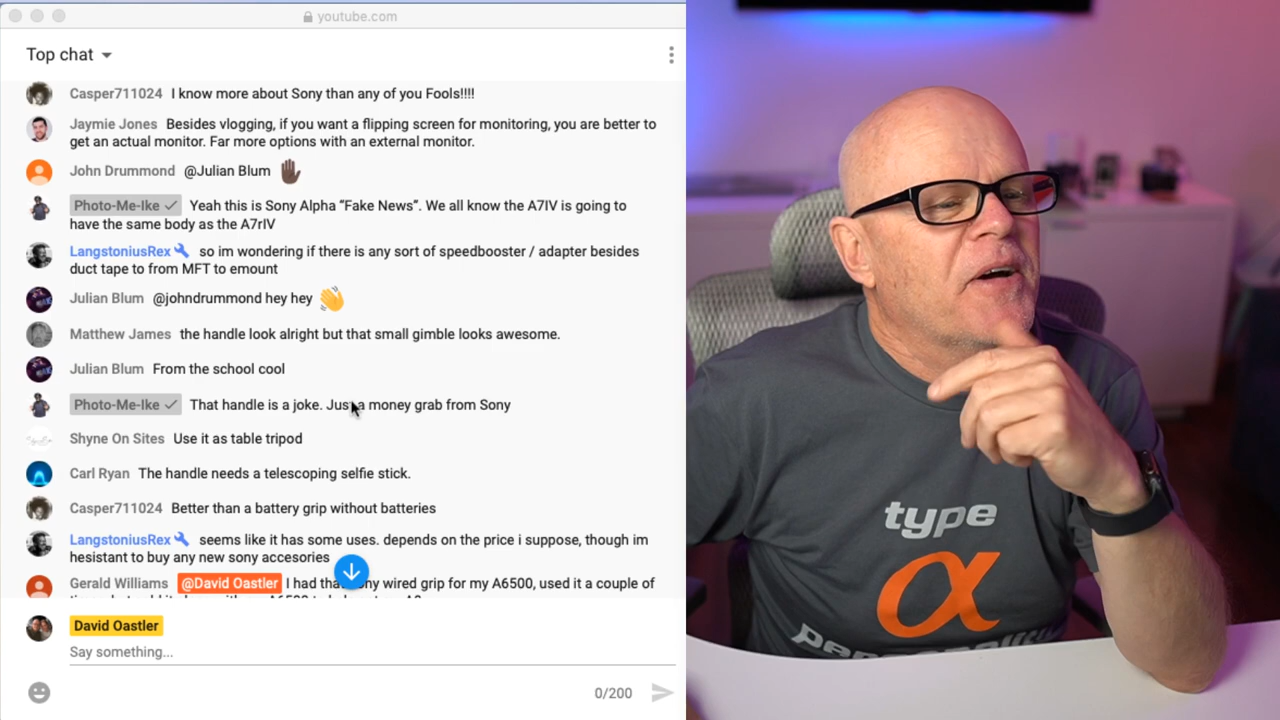 youtube.com
Top chat
Casper711024 I know more about Sony than any of you Fools!!!!
Jaymie Jones Besides vlogging, if you want a flipping screen for monitoring, you are better to
get an actual monitor. Far more options with an external monitor.
John Drummond @Julian Blum
Photo-Me-Ike Yeah this is Sony Alpha “Fake News”. We all know the A7IV is going to
have the same body as the A7rIV
LangstoniusRex so im wondering if there is any sort of speedbooster / adapter besides
duct tape to from MFT to emount
Julian Blum @johndrummond hey hey
Matthew James the handle look alright but that small gimble looks awesome.
Julian Blum From the school cool
Photo-Me-Ike That handle is a joke. Just a money grab from Sony
Shyne On Sites Use it as table tripod
Carl Ryan The handle needs a telescoping selfie stick.
Casper711024 Better than a battery grip without batteries
LangstoniusRex seems like it has some uses. depends on the price i suppose, though im
hesistant to buy any new sony accesories
Gerald Williams @David Oastler I had that Sony wired grip for my A6500, used it a couple of
David Oastler
Say something...
0/200
type
α